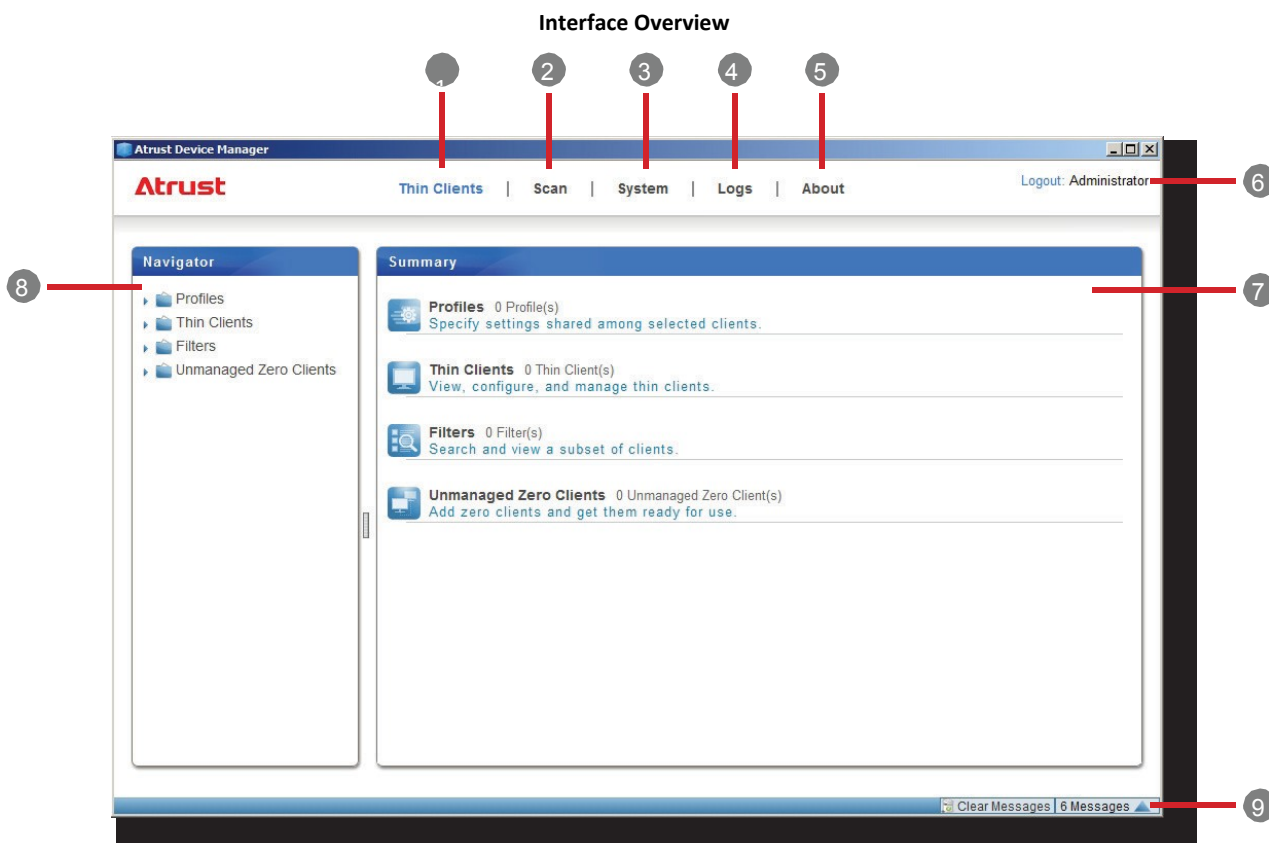 Interface Overview
1 2 3 4 5
Atrust Device Manager
Atrust
Thin Clients | Scan | System | Logs | About
Logout: Administrator
6
Navigator
Summary
8
7
Profiles
Thin Clients
Filters
Unmanaged Zero Clients
Profiles 0 Profile(s)
Specify settings shared among selected clients.
Thin Clients 0 Thin Client(s)
View, configure, and manage thin clients.
Filters 0 Filter(s)
Search and view a subset of clients.
Unmanaged Zero Clients 0 Unmanaged Zero Client(s)
Add zero clients and get them ready for use.
Clear Messages 6 Messages
9